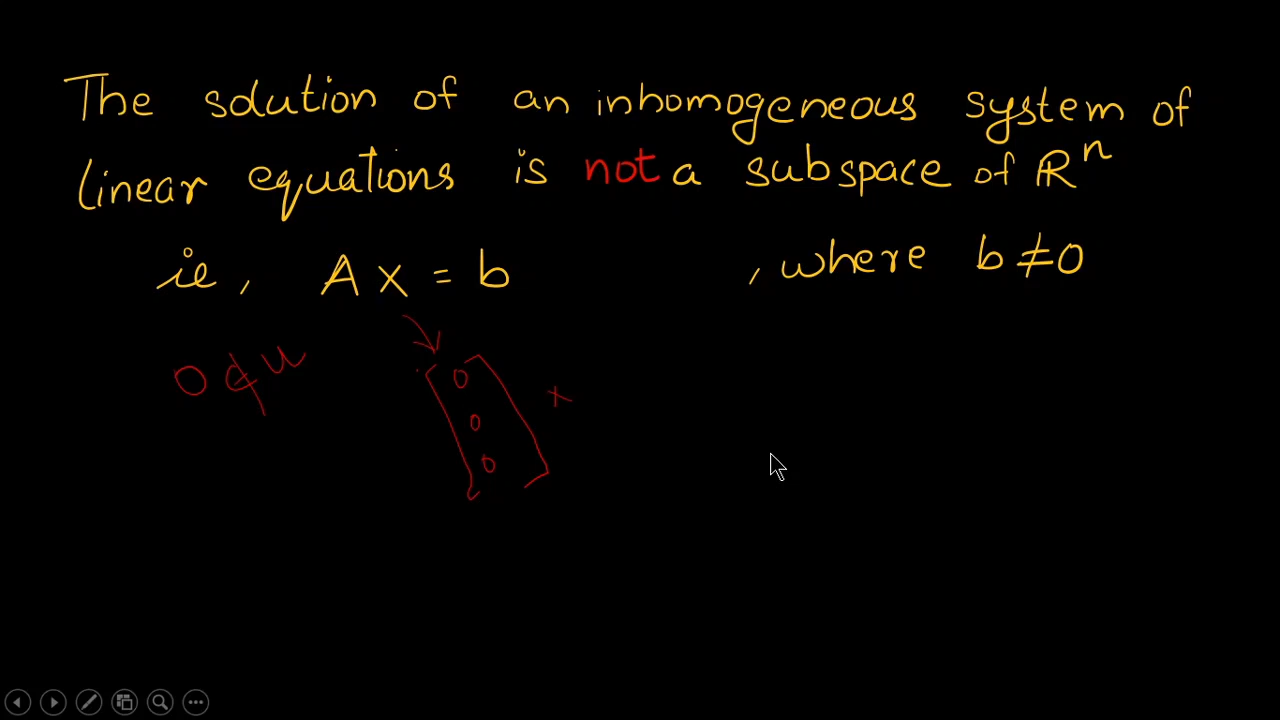 The solution of an inhomogeneous system of
linear equations is not a subspace of ℝⁿ
ie, Ax = b , where b ≠ 0
0 ∉ U
[0
0
0] x